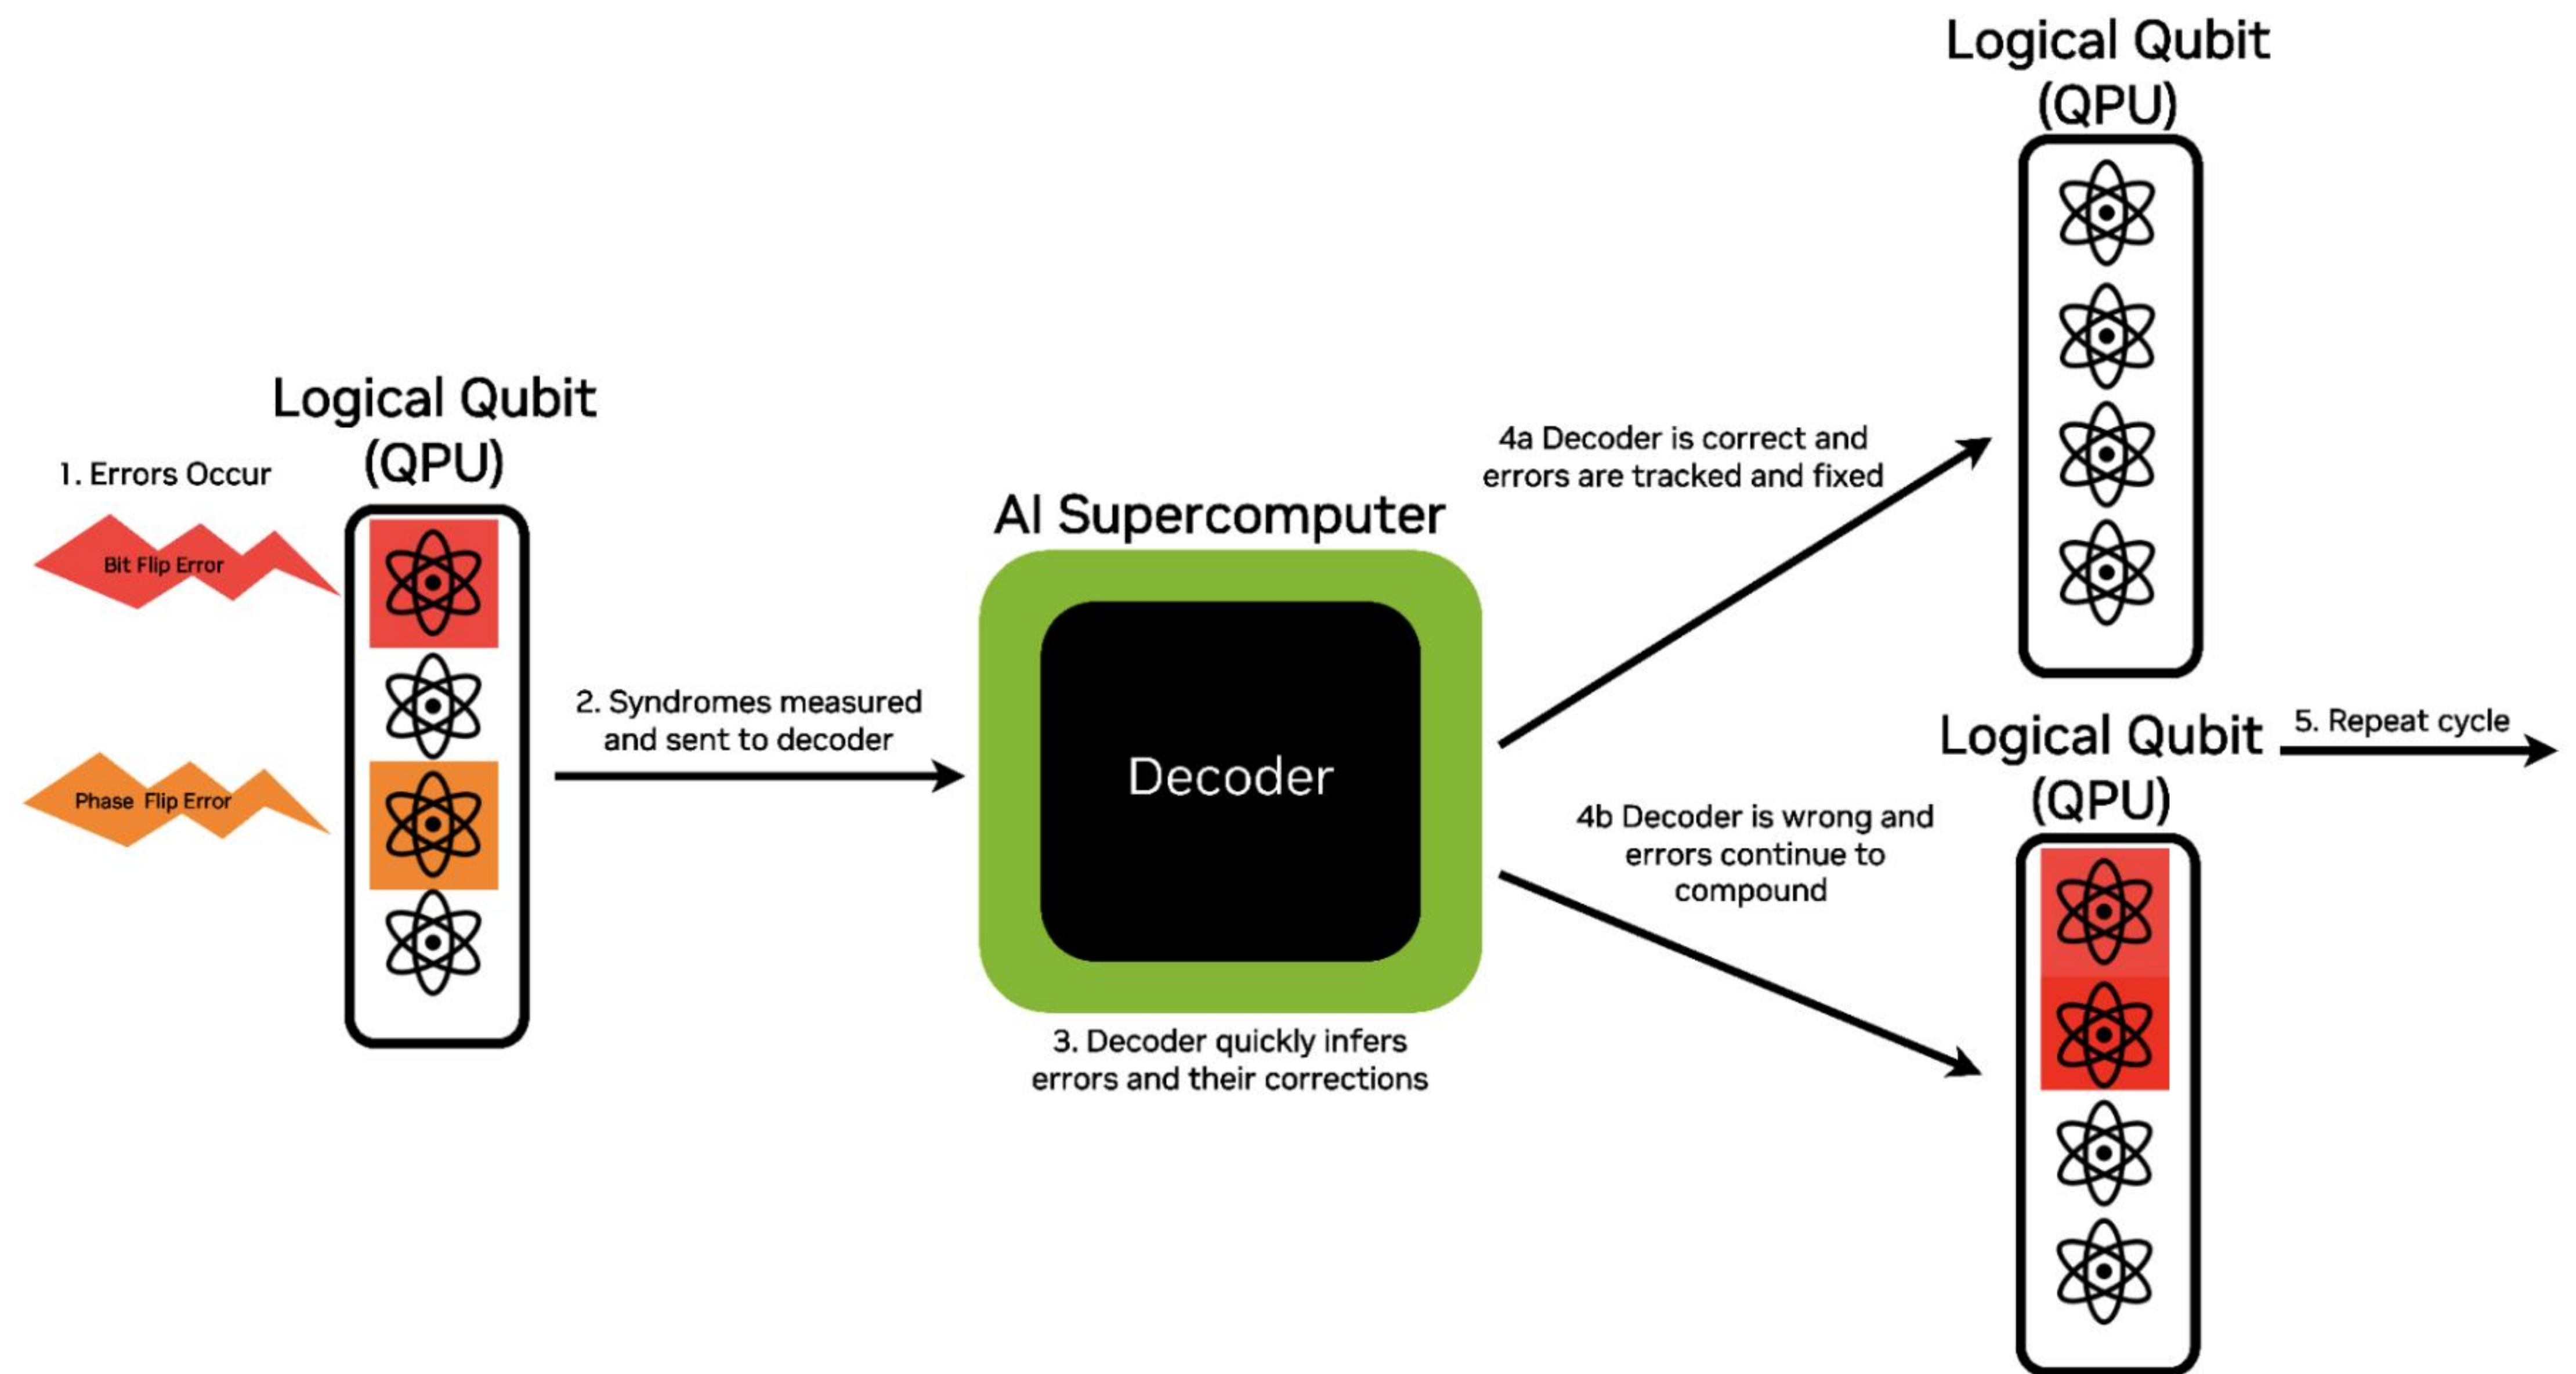 1. Errors Occur
Bit Flip Error
Phase Flip Error
Logical Qubit
(QPU)
2. Syndromes measured
and sent to decoder
AI Supercomputer
Decoder
3. Decoder quickly infers
errors and their corrections
4a Decoder is correct and
errors are tracked and fixed
Logical Qubit
(QPU)
4b Decoder is wrong and
errors continue to
compound
Logical Qubit
(QPU)
5. Repeat cycle